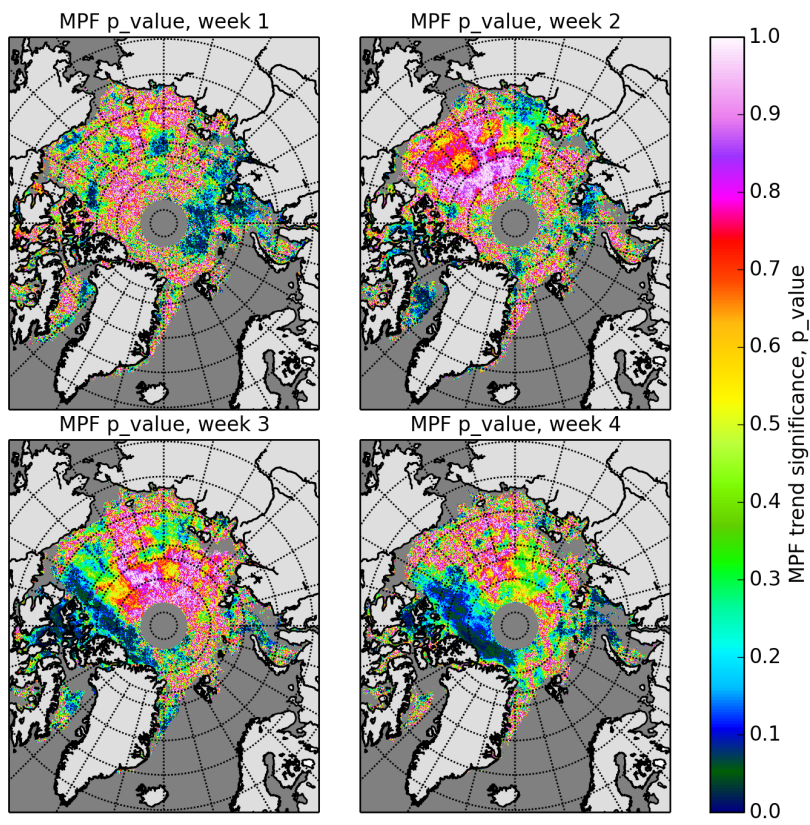 MPF p_value, week 1
MPF p_value, week 2
MPF p_value, week 3
MPF p_value, week 4
1.0
0.9
0.8
0.7
0.6
0.5
0.4
0.3
0.2
0.1
0.0
MPF trend significance, p_value